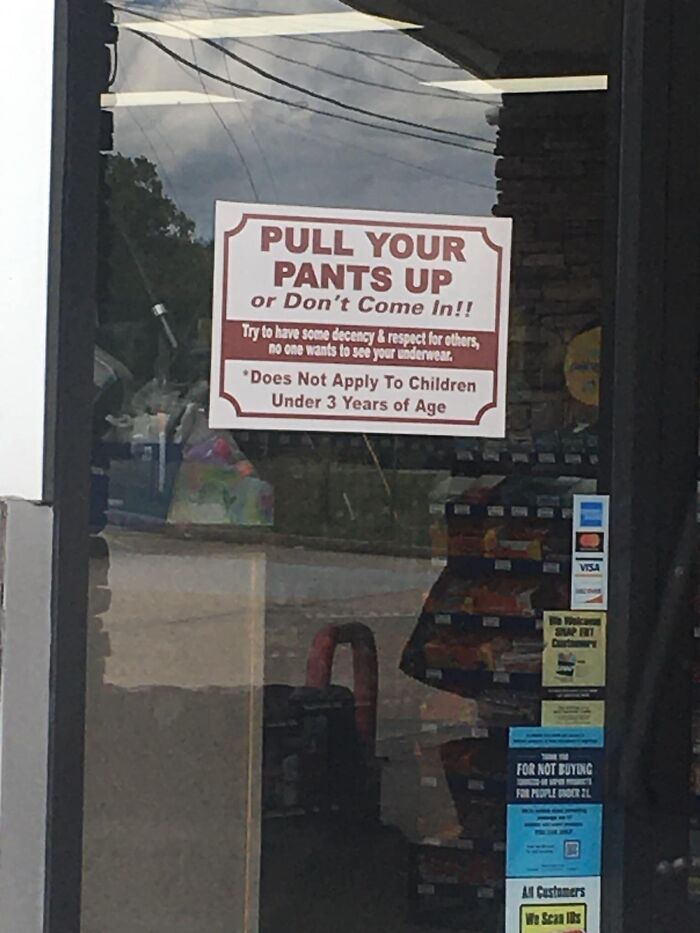 PULL YOUR
PANTS UP
or Don't Come In!!
Try to have some decency & respect for others,
no one wants to see your underwear.
*Does Not Apply To Children
Under 3 Years of Age
VISA
We Welcome
SNAP EBT
Customers
FOR NOT BUYING
FOR PEOPLE UNDER 21
All Customers
We Scan IDs